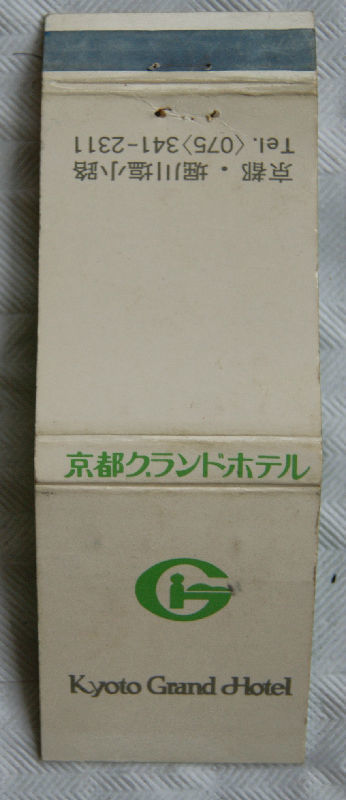 京都・堀川塩小路
Tel.〈075〉341-2311
京都グランドホテル
Kyoto Grand Hotel